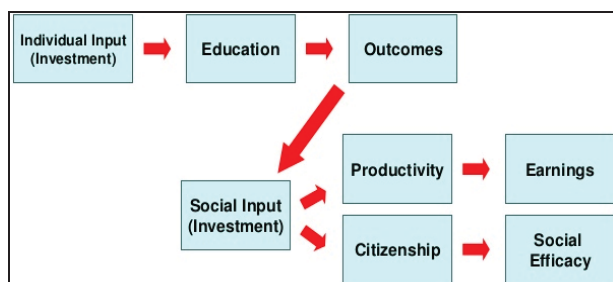 Individual Input
(Investment)
Education
Outcomes
Social Input
(Investment)
Productivity
Earnings
Citizenship
Social
Efficacy